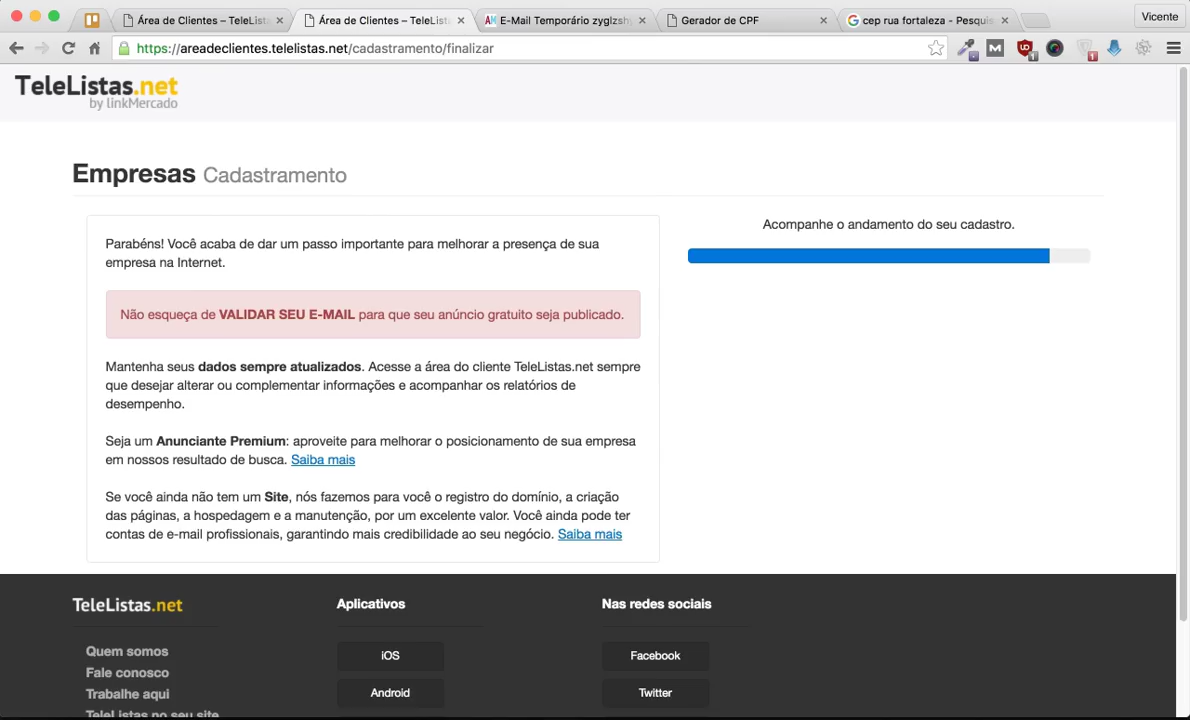 Área de Clientes – TeleLista
Área de Clientes – TeleLista
E-Mail Temporário zyglzsh
Gerador de CPF
cep rua fortaleza - Pesquis
Vicente
https://areadeclientes.telelistas.net/cadastramento/finalizar
TeleListas.net
by linkMercado
Empresas Cadastramento
Parabéns! Você acaba de dar um passo importante para melhorar a presença de sua
empresa na Internet.
Não esqueça de VALIDAR SEU E-MAIL para que seu anúncio gratuito seja publicado.
Mantenha seus dados sempre atualizados. Acesse a área do cliente TeleListas.net sempre
que desejar alterar ou complementar informações e acompanhar os relatórios de
desempenho.
Seja um Anunciante Premium: aproveite para melhorar o posicionamento de sua empresa
em nossos resultado de busca. Saiba mais
Se você ainda não tem um Site, nós fazemos para você o registro do domínio, a criação
das páginas, a hospedagem e a manutenção, por um excelente valor. Você ainda pode ter
contas de e-mail profissionais, garantindo mais credibilidade ao seu negócio. Saiba mais
Acompanhe o andamento do seu cadastro.
TeleListas.net
Quem somos
Fale conosco
Trabalhe aqui
TeleListas no seu site
Aplicativos
iOS
Android
Nas redes sociais
Facebook
Twitter